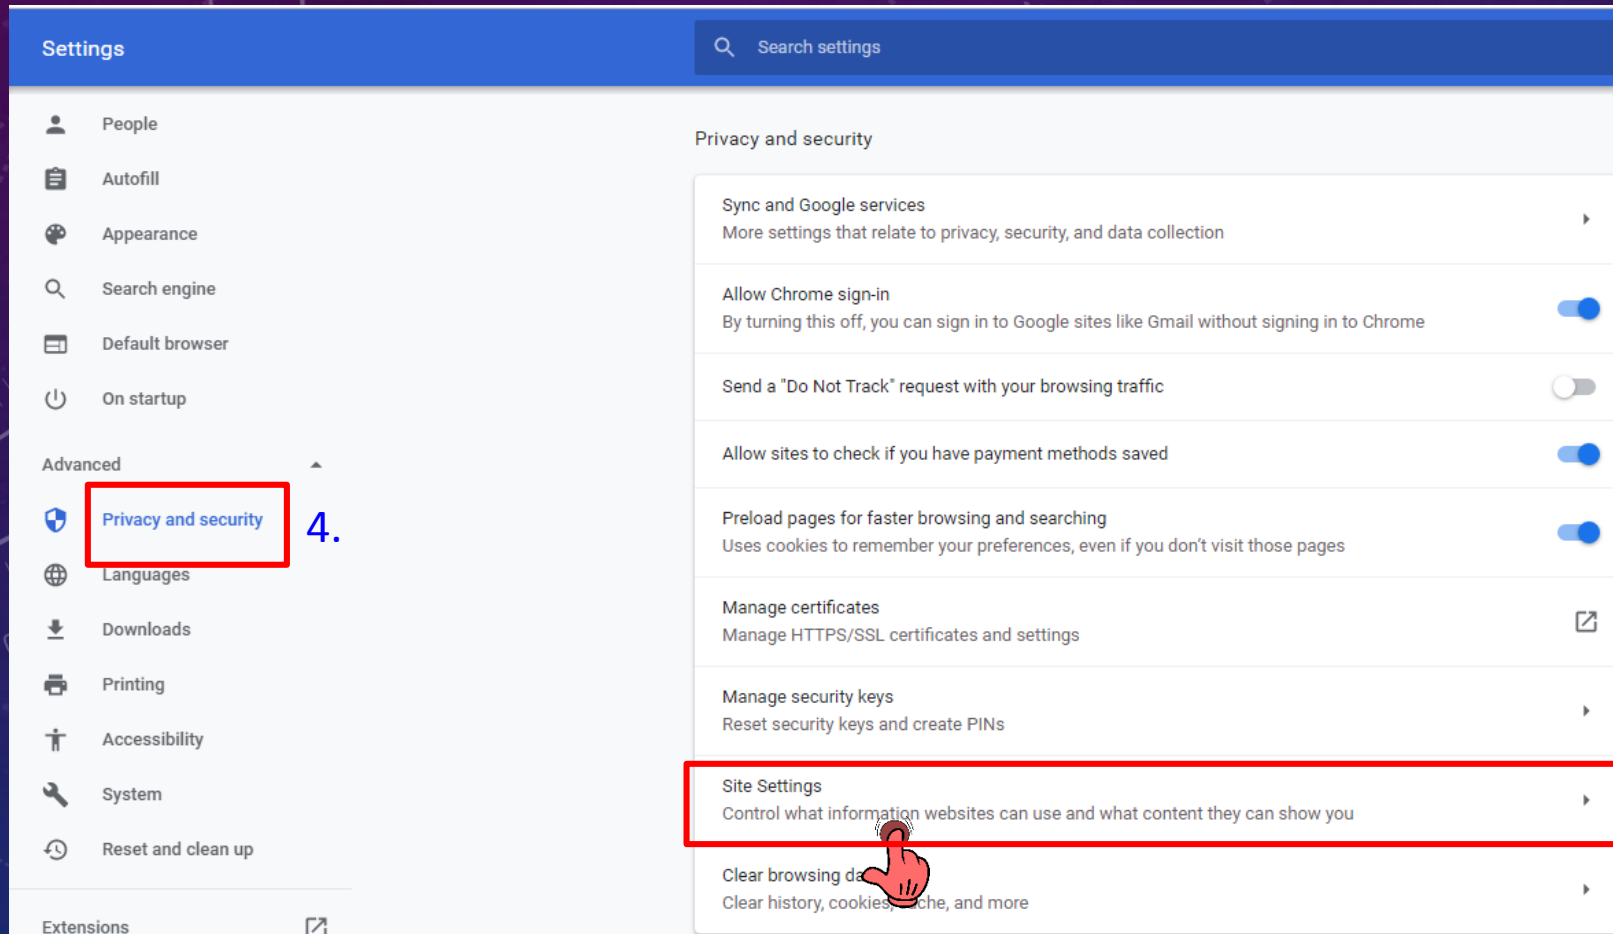 Settings
Search settings
People
Autofill
Appearance
Search engine
Default browser
On startup
Advanced
Privacy and security
4.
Languages
Downloads
Printing
Accessibility
System
Reset and clean up
Extensions
Privacy and security
Sync and Google services
More settings that relate to privacy, security, and data collection
Allow Chrome sign-in
By turning this off, you can sign in to Google sites like Gmail without signing in to Chrome
Send a "Do Not Track" request with your browsing traffic
Allow sites to check if you have payment methods saved
Preload pages for faster browsing and searching
Uses cookies to remember your preferences, even if you don't visit those pages
Manage certificates
Manage HTTPS/SSL certificates and settings
Manage security keys
Reset security keys and create PINs
Site Settings
Control what information websites can use and what content they can show you
Clear browsing
Clear history, cookies, and more